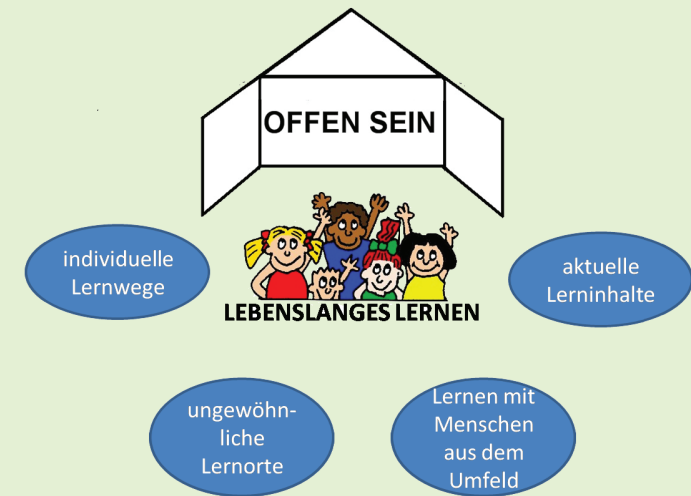 OFFEN SEIN
individuelle
Lernwege
aktuelle
Lerninhalte
LEBENSLANGES LERNEN
ungewöhn-
liche
Lernorte
Lernen mit
Menschen
aus dem
Umfeld